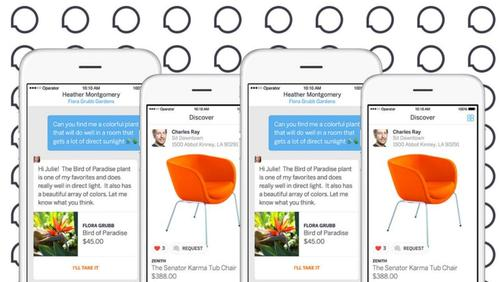 Operator 10:10 AM
Heather Montgomery
Flora Grubb Gardens
Can you find me a colorful plant
that will do well in a room that
gets a lot of direct sunlight
Hi Julie! The Bird of Paradise plant
is one of my favorites and does
really well in direct light. It also has
a beautiful array of colors. Let me
know what you think.
FLORA GRUBB
Bird of Paradise
$45.00
I'LL TAKE IT
Operator 10:10 AM
Discover
Charles Ray
Sit Downtown
1500 Abbot Kinney, LA 90291
3 REQUEST
ZENITH
The Senator Karma Tub Chair
$388.00
Operator 10:10 AM
Heather Montgomery
Flora Grubb Gardens
Can you find me a colorful plant
that will do well in a room that
gets a lot of direct sunlight
Hi Julie! The Bird of Paradise plant
is one of my favorites and does
really well in direct light. It also has
a beautiful array of colors. Let me
know what you think.
FLORA GRUBB
Bird of Paradise
$45.00
I'LL TAKE IT
Operator 10:10 AM 100%
Discover
Charles Ray
Sit Downtown
1500 Abbot Kinney, LA 90291
3 REQUEST
ZENITH
The Senator Karma Tub Chair
$388.00